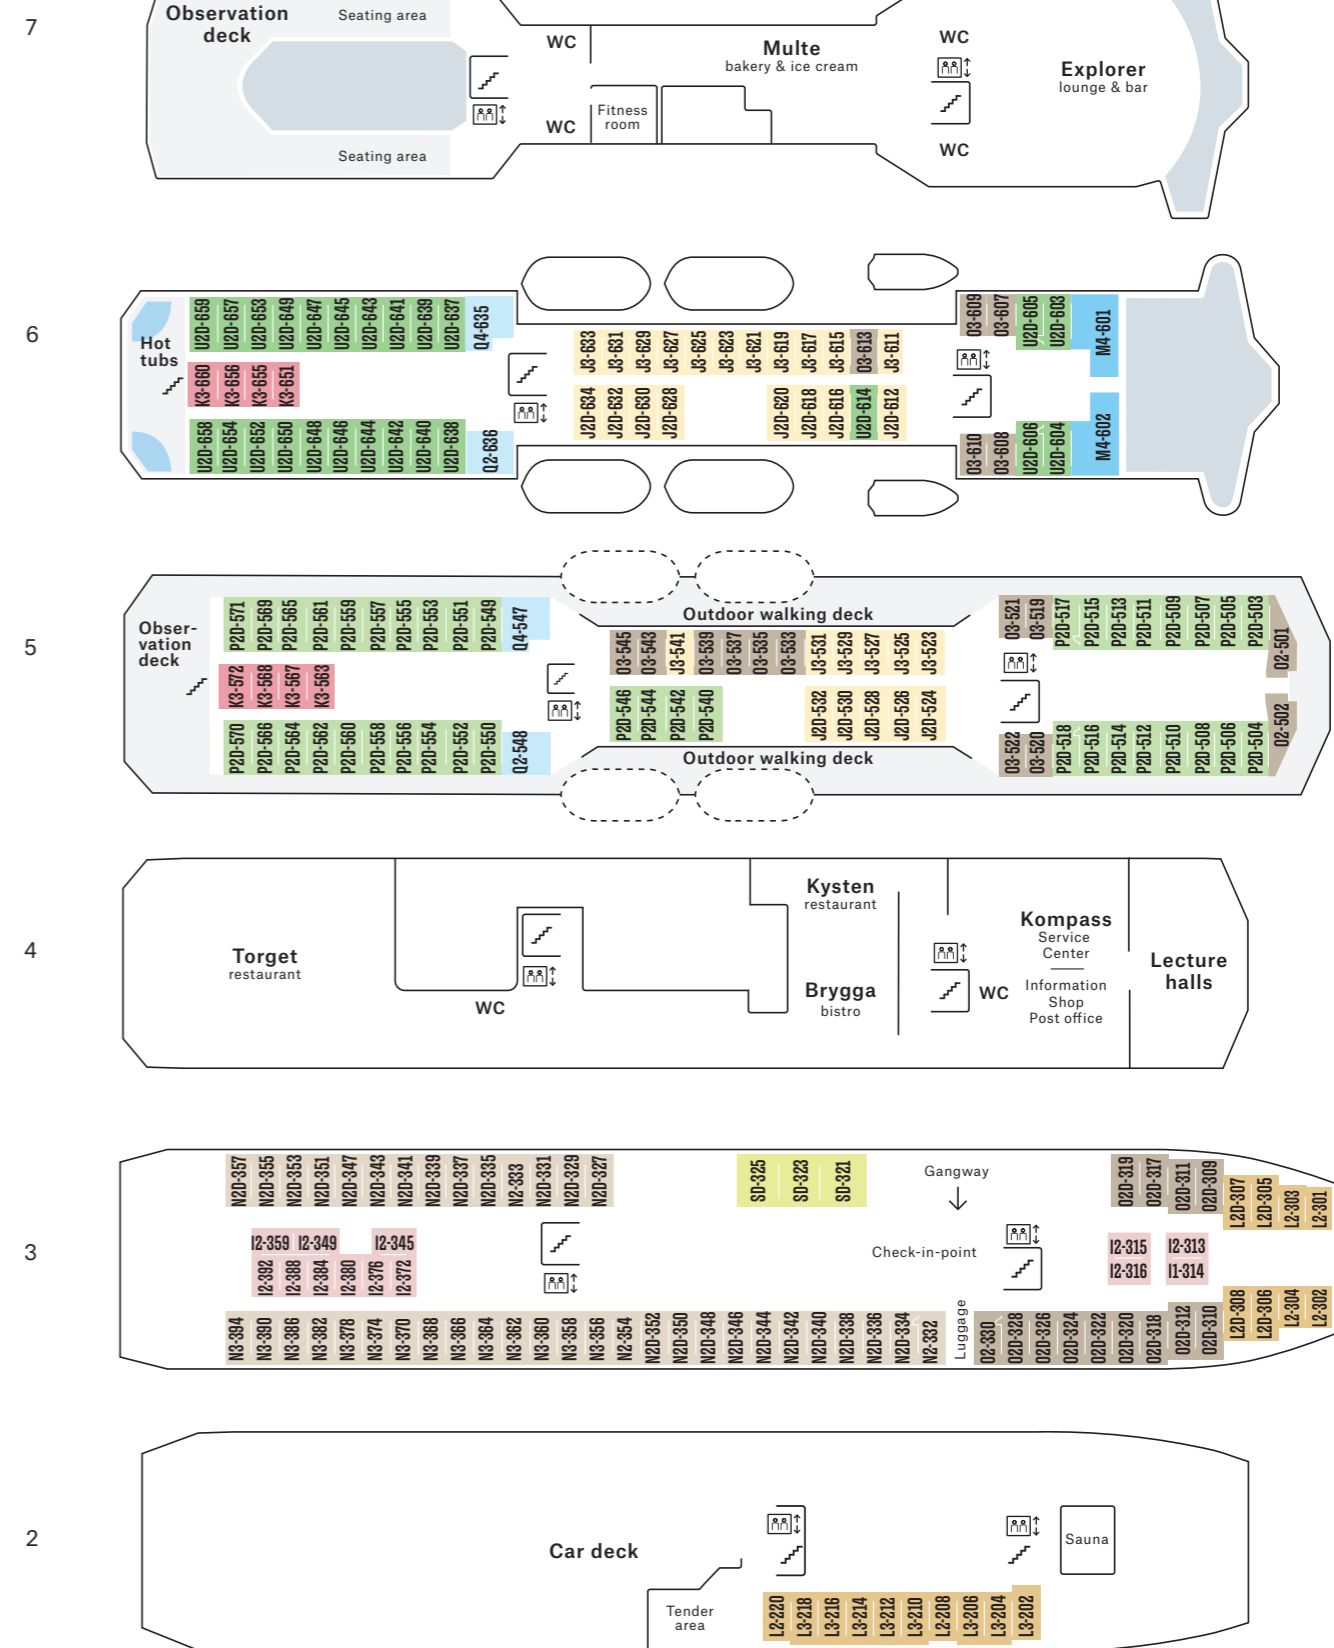 7
Observation
deck
Seating area
WC
Multe
bakery & ice cream
WC
Explorer
lounge & bar
Fitness
room
WC
WC
Seating area
6
Hot
tubs
U2D-659
U2D-657
U2D-653
U2D-649
U2D-647
U2D-645
U2D-643
U2D-641
U2D-639
U2D-637
Q4-635
K3-660
K3-656
K3-655
K3-651
U2D-658
U2D-654
U2D-652
U2D-650
U2D-648
U2D-646
U2D-644
U2D-642
U2D-640
U2D-638
Q2-636
J3-633
J3-631
J3-629
J3-627
J3-625
J3-623
J3-621
J3-619
J3-617
J3-615
O3-613
J3-611
J2D-634
J2D-632
J2D-630
J2D-628
J2D-620
J2D-618
J2D-616
U2D-614
J2D-612
O3-609
O3-607
U2D-605
U2D-603
M4-601
O3-610
O3-608
U2D-606
U2D-604
M4-602
5
Obser-
vation
deck
P2D-571
P2D-569
P2D-565
P2D-561
P2D-559
P2D-557
P2D-555
P2D-553
P2D-551
P2D-549
Q4-547
K3-572
K3-568
K3-567
K3-563
P2D-570
P2D-566
P2D-564
P2D-562
P2D-560
P2D-558
P2D-556
P2D-554
P2D-552
P2D-550
Q2-548
Outdoor walking deck
O3-545
O3-543
J3-541
O3-539
O3-537
O3-535
O3-533
J3-531
J3-529
J3-527
J3-525
J3-523
P2D-546
P2D-544
P2D-542
P2D-540
J2D-532
J2D-530
J2D-528
J2D-526
J2D-524
Outdoor walking deck
O3-521
O3-519
P2D-517
P2D-515
P2D-513
P2D-511
P2D-509
P2D-507
P2D-505
P2D-503
O2-501
O3-522
O3-520
P2D-518
P2D-516
P2D-514
P2D-512
P2D-510
P2D-508
P2D-506
P2D-504
O2-502
4
Torget
restaurant
WC
Kysten
restaurant
Brygga
bistro
WC
Kompass
Service
Center
Information
Shop
Post office
Lecture
halls
3
N2D-357
N2D-355
N2D-353
N2D-351
N2D-347
N2D-343
N2D-341
N2D-339
N2D-337
N2D-335
N2-333
N2D-331
N2D-329
N2D-327
SD-325
SD-323
SD-321
Gangway
Check-in-point
I2-359
I2-349
I2-345
I2-392
I2-388
I2-384
I2-380
I2-376
I2-372
N3-394
N3-390
N3-386
N3-382
N3-378
N3-374
N3-370
N3-368
N3-366
N3-364
N3-362
N3-360
N3-358
N3-356
N2-354
N2D-352
N2D-350
N2D-348
N2D-346
N2D-344
N2D-342
N2D-340
N2D-338
N2D-336
N2D-334
N2-332
Luggage
O2-330
O2D-328
O2D-326
O2D-324
O2D-322
O2D-320
O2D-318
O2D-312
O2D-310
L2D-308
L2D-306
L2-304
L2-302
O2D-319
O2D-317
O2D-311
O2D-309
L2D-307
L2D-305
L2-303
L2-301
I2-315
I2-313
I2-316
I1-314
2
Car deck
Tender
area
Sauna
L2-220
L3-218
L3-216
L3-214
L3-212
L3-210
L2-208
L3-206
L3-204
L3-202